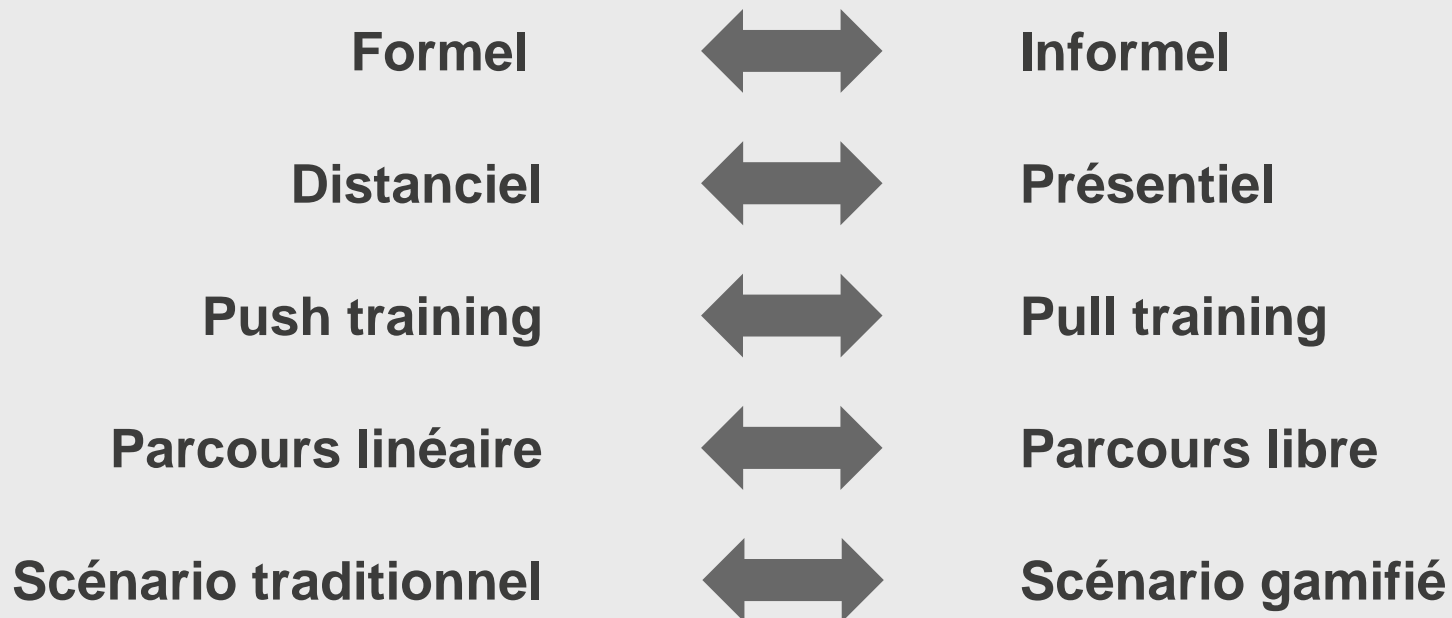 Formel Informel
Distanciel Présentiel
Push training Pull training
Parcours linéaire Parcours libre
Scénario traditionnel Scénario gamifié